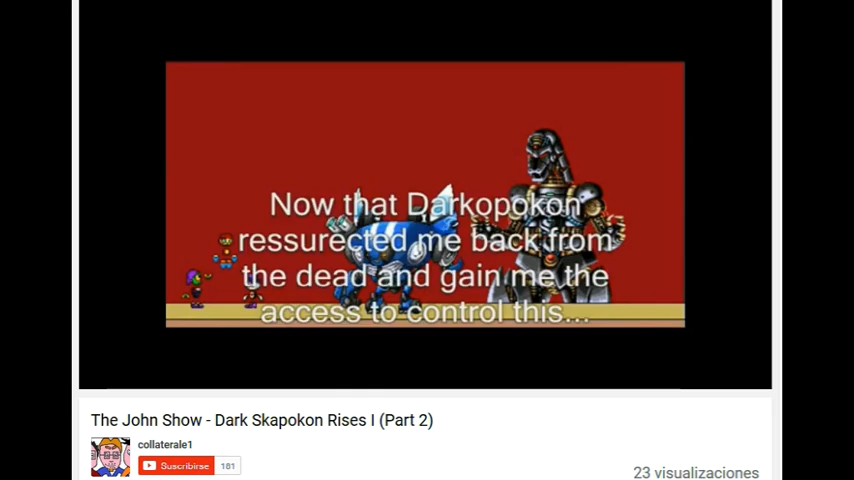 Now that Darkopokon
ressurected me back from
the dead and gain me the
access to control this...
The John Show - Dark Skapokon Rises I (Part 2)
collaterale1
Suscribirse 181
23 visualizaciones